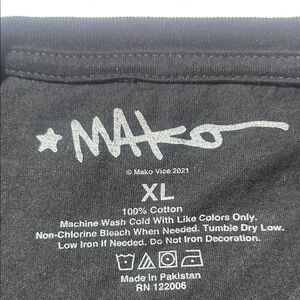 MAKO
© Mako Vice 2021
XL
100% Cotton
Machine Wash Cold With Like Colors Only.
Non-Chlorine Bleach When Needed. Tumble Dry Low.
Low Iron If Needed. Do Not Iron Decoration.
Made in Pakistan
RN 122006